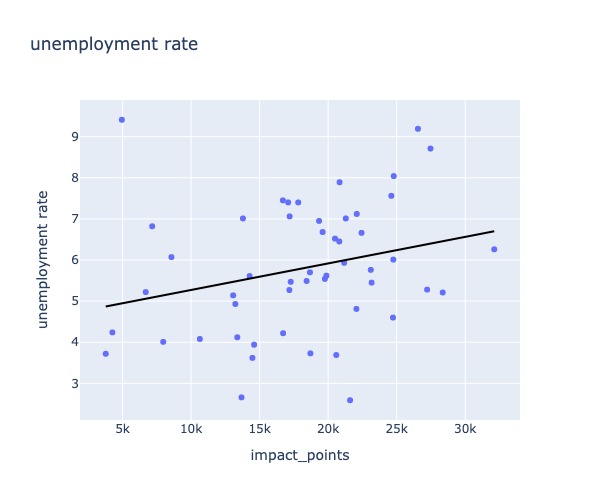 unemployment rate
unemployment rate
9
8
7
6
5
4
3
5k 10k 15k 20k 25k 30k
impact_points